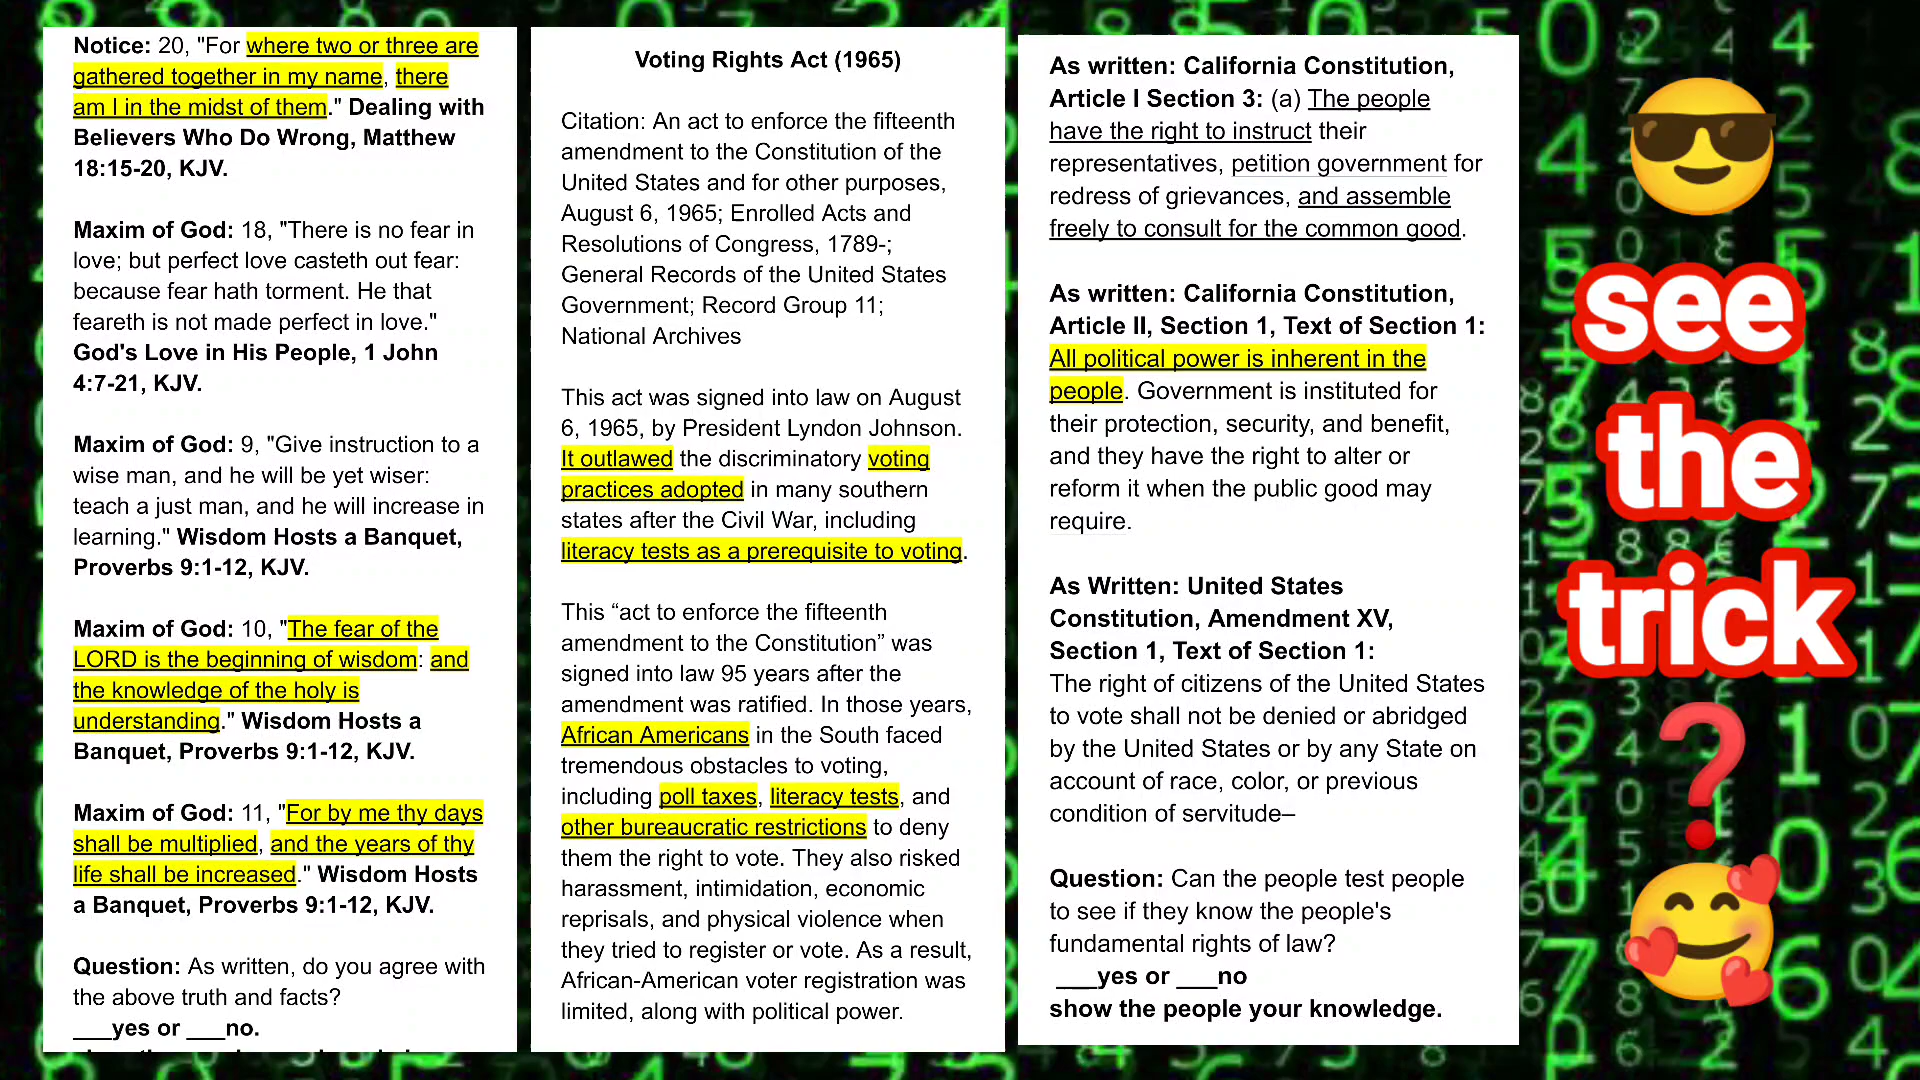 Notice: 20, "For where two or three are
gathered together in my name, there
am I in the midst of them." Dealing with
Believers Who Do Wrong, Matthew
18:15-20, KJV.
Maxim of God: 18, "There is no fear in
love; but perfect love casteth out fear:
because fear hath torment. He that
feareth is not made perfect in love."
God's Love in His People, 1 John
4:7-21, KJV.
Maxim of God: 9, "Give instruction to a
wise man, and he will be yet wiser:
teach a just man, and he will increase in
learning." Wisdom Hosts a Banquet,
Proverbs 9:1-12, KJV.
Maxim of God: 10, "The fear of the
LORD is the beginning of wisdom: and
the knowledge of the holy is
understanding." Wisdom Hosts a
Banquet, Proverbs 9:1-12, KJV.
Maxim of God: 11, "For by me thy days
shall be multiplied, and the years of thy
life shall be increased." Wisdom Hosts
a Banquet, Proverbs 9:1-12, KJV.
Question: As written, do you agree with
the above truth and facts?
___yes or ___no.
Voting Rights Act (1965)
Citation: An act to enforce the fifteenth
amendment to the Constitution of the
United States and for other purposes,
August 6, 1965; Enrolled Acts and
Resolutions of Congress, 1789-;
General Records of the United States
Government; Record Group 11;
National Archives
This act was signed into law on August
6, 1965, by President Lyndon Johnson.
It outlawed the discriminatory voting
practices adopted in many southern
states after the Civil War, including
literacy tests as a prerequisite to voting.
This “act to enforce the fifteenth
amendment to the Constitution” was
signed into law 95 years after the
amendment was ratified. In those years,
African Americans in the South faced
tremendous obstacles to voting,
including poll taxes, literacy tests, and
other bureaucratic restrictions to deny
them the right to vote. They also risked
harassment, intimidation, economic
reprisals, and physical violence when
they tried to register or vote. As a result,
African-American voter registration was
limited, along with political power.
As written: California Constitution,
Article I Section 3: (a) The people
have the right to instruct their
representatives, petition government for
redress of grievances, and assemble
freely to consult for the common good.
As written: California Constitution,
Article II, Section 1, Text of Section 1:
All political power is inherent in the
people. Government is instituted for
their protection, security, and benefit,
and they have the right to alter or
reform it when the public good may
require.
As Written: United States
Constitution, Amendment XV,
Section 1, Text of Section 1:
The right of citizens of the United States
to vote shall not be denied or abridged
by the United States or by any State on
account of race, color, or previous
condition of servitude–
Question: Can the people test people
to see if they know the people's
fundamental rights of law?
___yes or ___no
show the people your knowledge.
see
the
trick
?